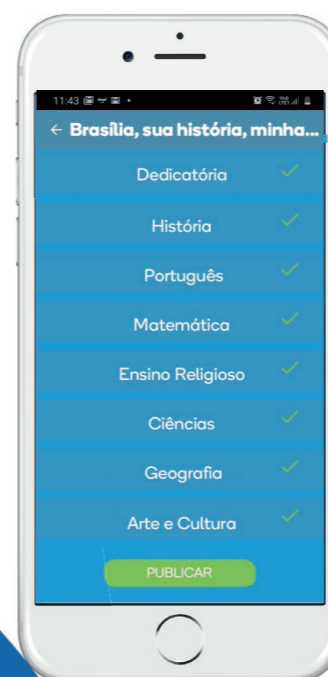 11:43
← Brasília, sua história, minha...
Dedicatória
História
Português
Matemática
Ensino Religioso
Ciências
Geografia
Arte e Cultura
PUBLICAR